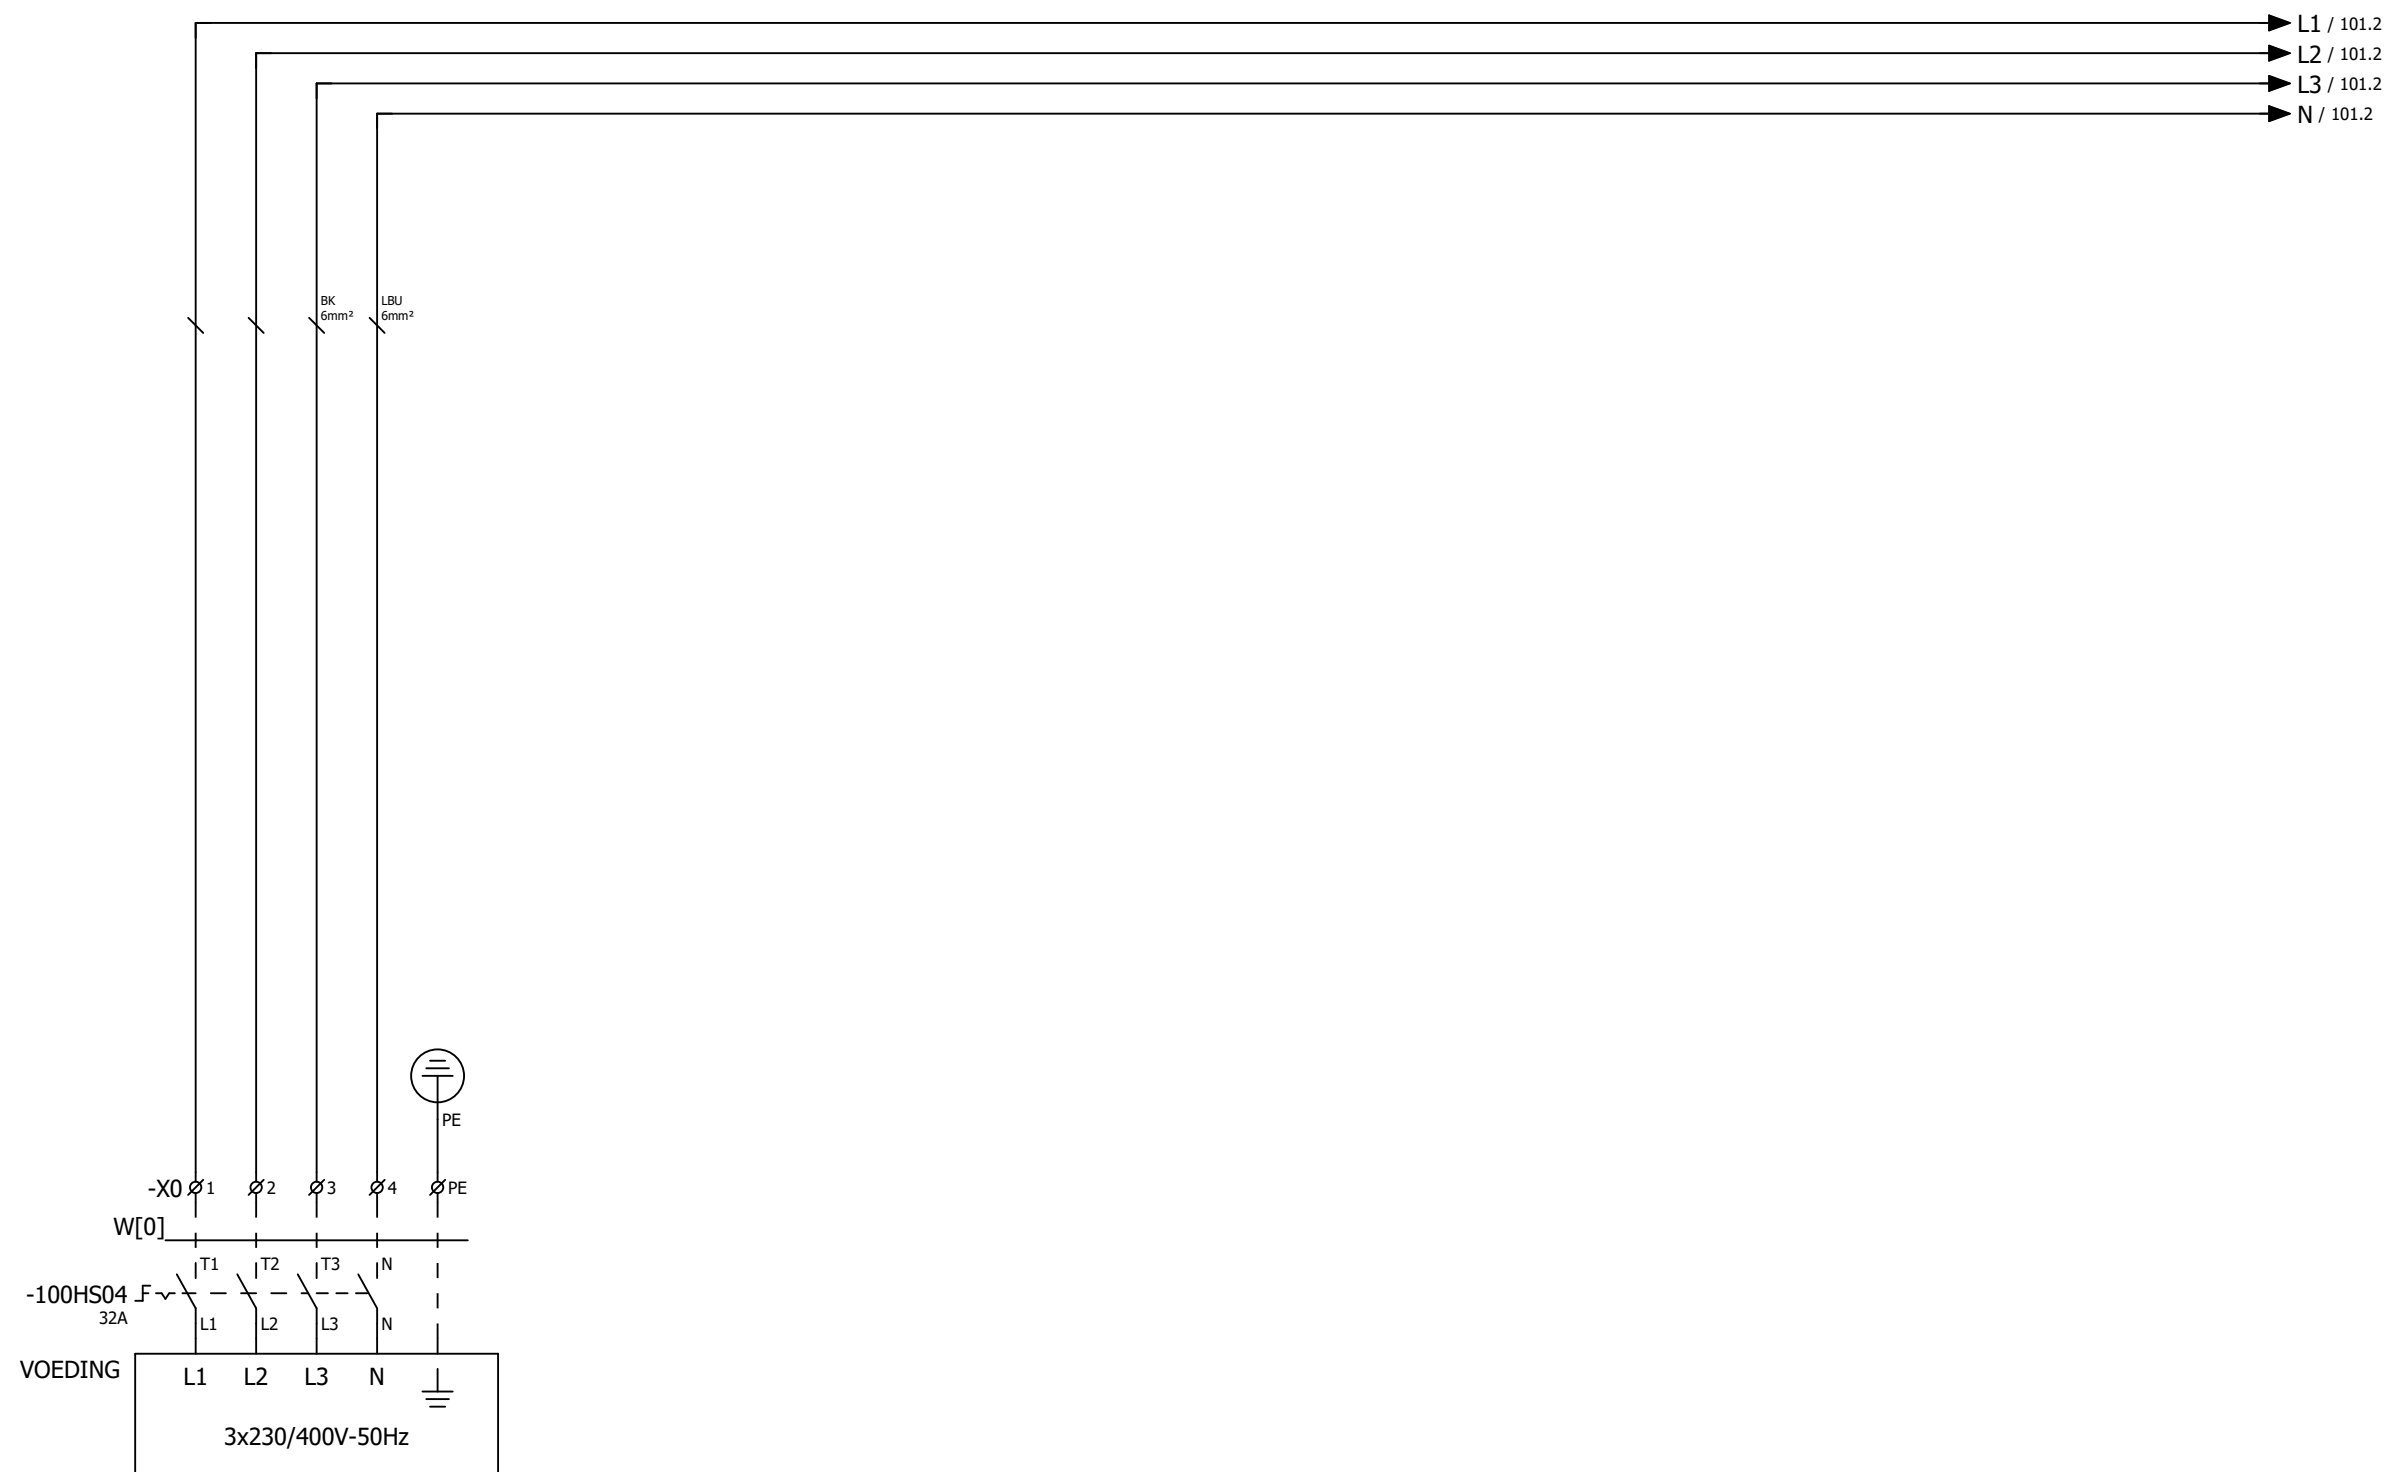 L1 / 101.2
L2 / 101.2
L3 / 101.2
N / 101.2
BK
6mm²
LBU
6mm²
PE
-X0 1 2 3 4 PE
W[0]
T1 T2 T3 N
-100HS04
32A
L1 L2 L3 N
VOEDING
L1 L2 L3 N
3x230/400V-50Hz